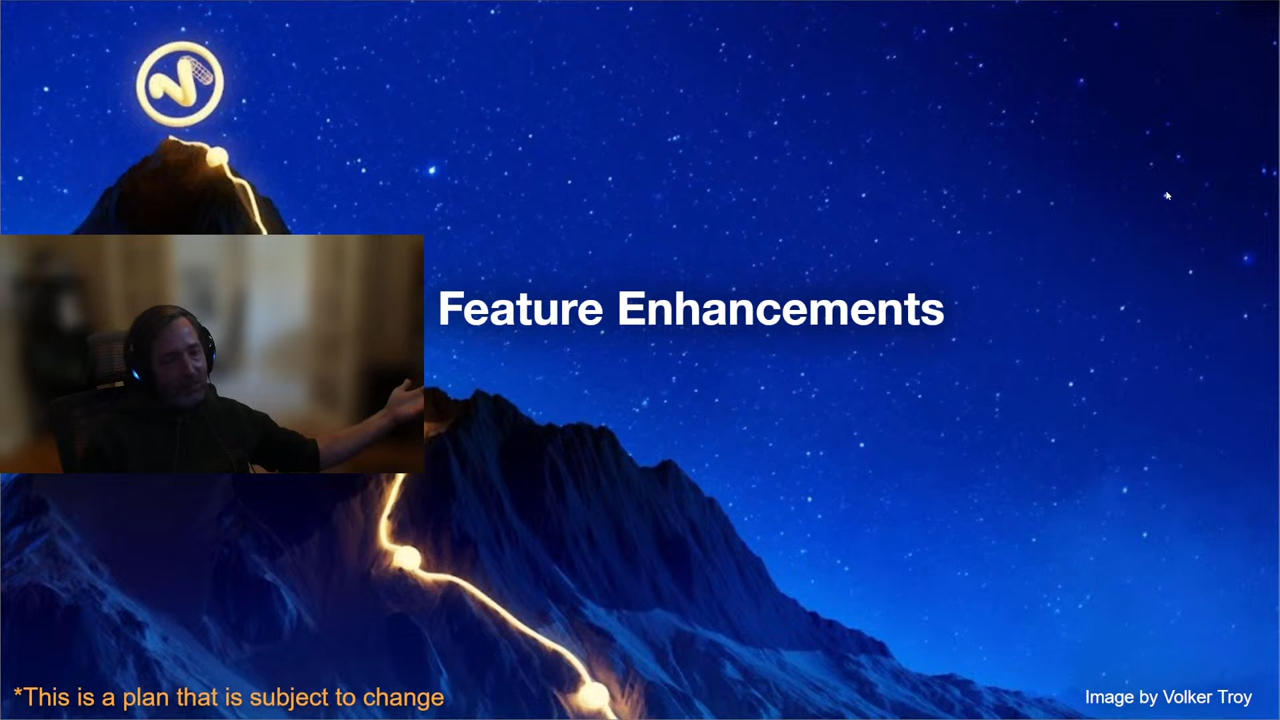 Feature Enhancements
*This is a plan that is subject to change
Image by Volker Troy